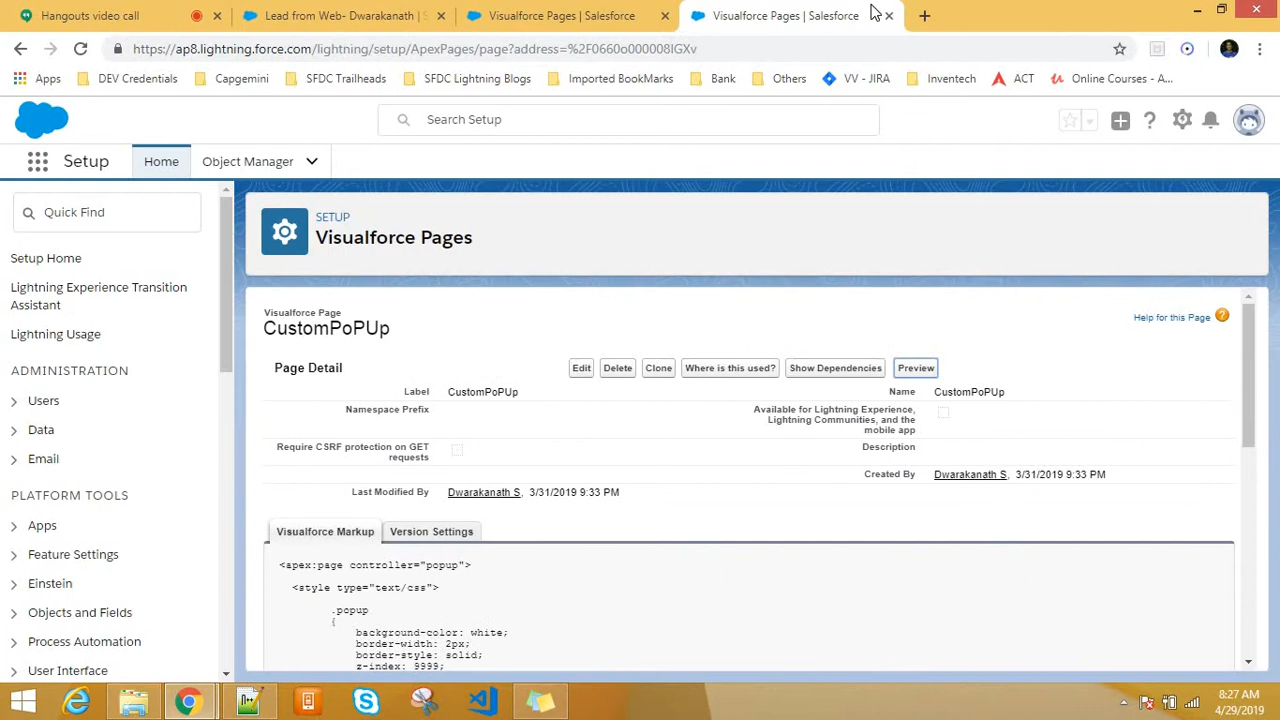 Hangouts video call
Lead from Web- Dwarakanath | S
Visualforce Pages | Salesforce
Visualforce Pages | Salesforce
https://ap8.lightning.force.com/lightning/setup/ApexPages/page?address=%2F0660o000008IGXv
Apps
DEV Credentials
Capgemini
SFDC Trailheads
SFDC Lightning Blogs
Imported BookMarks
Bank
Others
VV - JIRA
Inventech
ACT
Online Courses - A...
Search Setup
Setup
Home
Object Manager
Quick Find
Setup Home
Lightning Experience Transition
Assistant
Lightning Usage
ADMINISTRATION
Users
Data
Email
PLATFORM TOOLS
Apps
Feature Settings
Einstein
Objects and Fields
Process Automation
User Interface
SETUP
Visualforce Pages
Visualforce Page
CustomPoPUp
Help for this Page
Page Detail
Edit
Delete
Clone
Where is this used?
Show Dependencies
Preview
Label CustomPoPUp
Name CustomPoPUp
Namespace Prefix
Available for Lightning Experience,
Lightning Communities, and the
mobile app
Require CSRF protection on GET
requests
Description
Created By Dwarakanath S, 3/31/2019 9:33 PM
Last Modified By Dwarakanath S, 3/31/2019 9:33 PM
Visualforce Markup
Version Settings
<apex:page controller="popup">
<style type="text/css">
.popup
{
background-color: white;
border-width: 2px;
border-style: solid;
z-index: 9999;
8:27 AM
4/29/2019